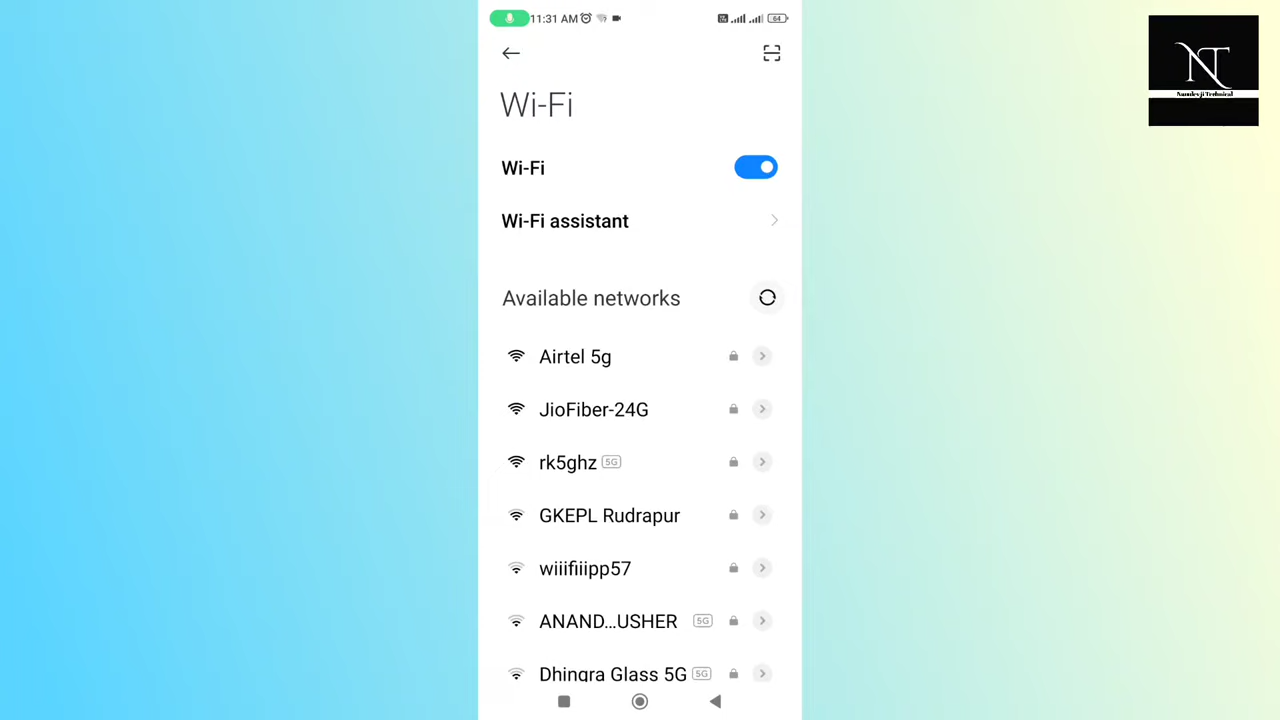 11:31 AM
64
NT
Wi-Fi
Wi-Fi
Wi-Fi assistant
Available networks
Airtel 5g
JioFiber-24G
rk5ghz 5G
GKEPL Rudrapur
wiiifiiipp57
ANAND...USHER 5G
Dhingra Glass 5G 5G